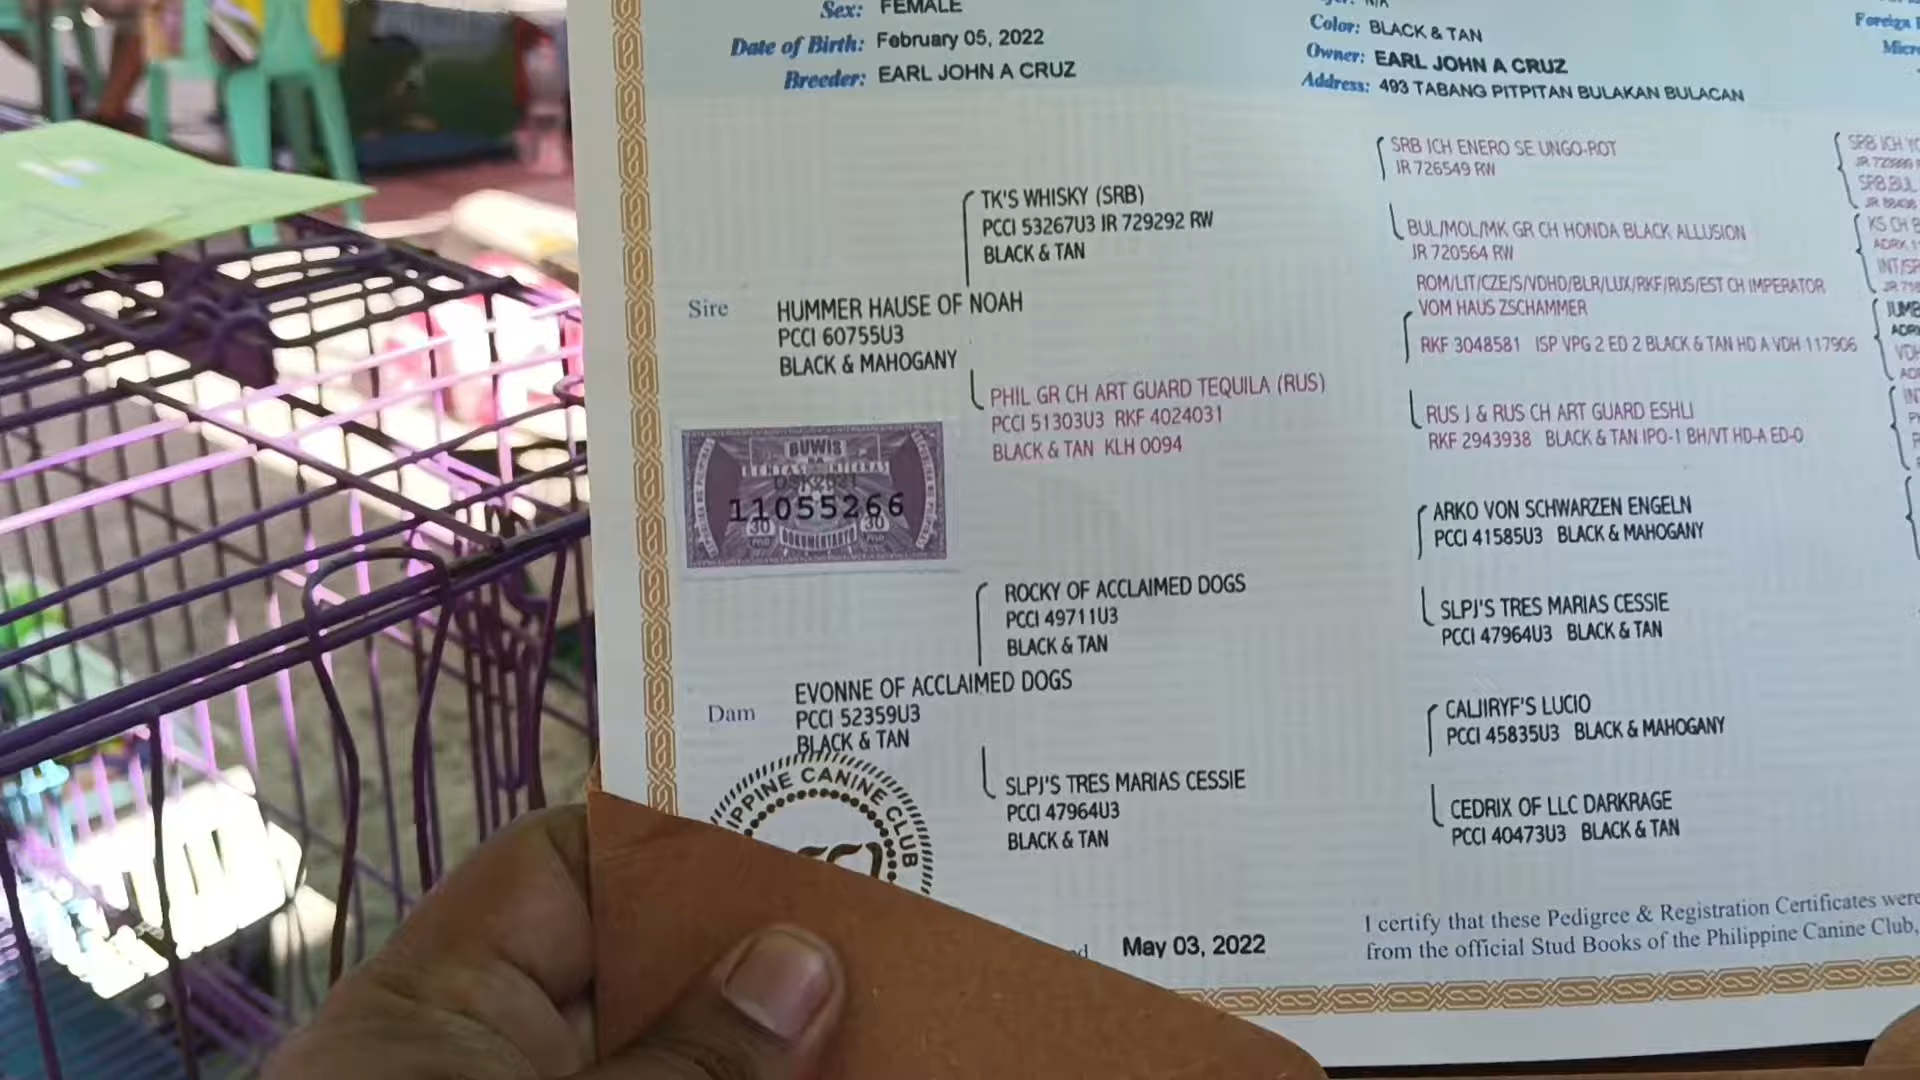 Sex: FEMALE
Date of Birth: February 05, 2022
Breeder: EARL JOHN A CRUZ
N/A
Color: BLACK & TAN
Owner: EARL JOHN A CRUZ
Address: 493 TABANG PITPITAN BULAKAN BULACAN
Foreign
Sire
HUMMER HAUSE OF NOAH
PCCI 60755U3
BLACK & MAHOGANY
TK'S WHISKY (SRB)
PCCI 53267U3 IR 729292 RW
BLACK & TAN
PHIL GR CH ART GUARD TEQUILA (RUS)
PCCI 51303U3 RKF 4024031
BLACK & TAN KLH 0094
SRB JCH ENERO SE UNGO-ROT
IR 726549 RW
BUL/MOL/MK GR CH HONDA BLACK ALLUSION
JR 720564 RW
ROM/LIT/CZE/S/VDHD/BLR/LUX/RKF/RUS/EST CH IMPERATOR
VOM HAUS ZSCHAMMER
RKF 3048581 ISP VPG 2 ED 2 BLACK & TAN HD A VDH 117906
RUS J & RUS CH ART GUARD ESHLI
RKF 2943938 BLACK & TAN IPO-1 BH/VT HD-A ED-0
BUWIS
11055266
30
30
DOKUMENTARYO
Dam
EVONNE OF ACCLAIMED DOGS
PCCI 52359U3
BLACK & TAN
ROCKY OF ACCLAIMED DOGS
PCCI 49711U3
BLACK & TAN
SLPJ'S TRES MARIAS CESSIE
PCCI 47964U3
BLACK & TAN
ARKO VON SCHWARZEN ENGELN
PCCI 41585U3 BLACK & MAHOGANY
SLPJ'S TRES MARIAS CESSIE
PCCI 47964U3 BLACK & TAN
CALJIRYF'S LUCIO
PCCI 45835U3 BLACK & MAHOGANY
CEDRIX OF LLC DARKRAGE
PCCI 40473U3 BLACK & TAN
IPPINE CANINE CLUB
May 03, 2022
I certify that these Pedigree & Registration Certificates were
from the official Stud Books of the Philippine Canine Club,